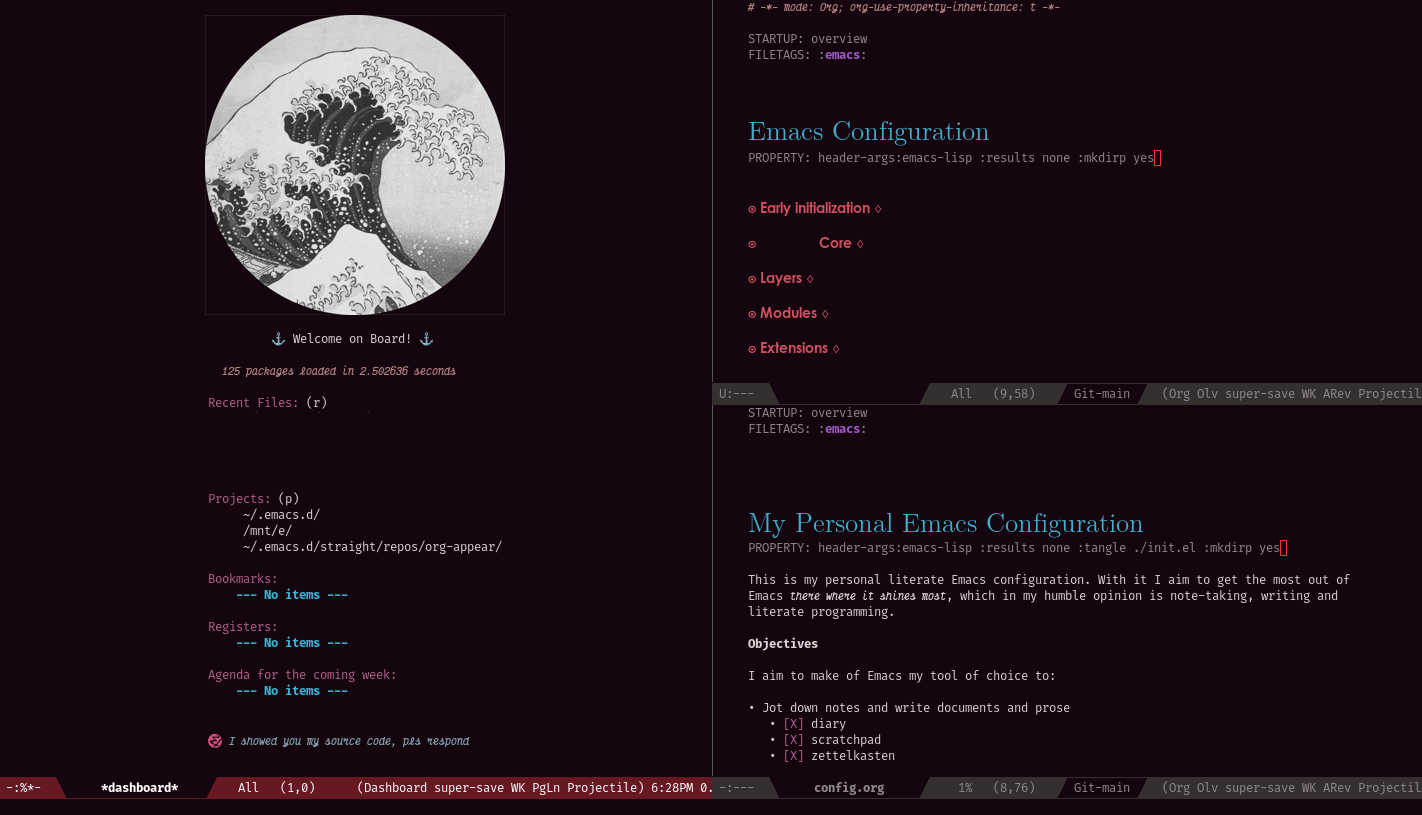 ⚓ Welcome on Board! ⚓
125 packages loaded in 2.502636 seconds
Recent Files: (r)
Projects: (p)
~/.emacs.d/
/mnt/e/
~/.emacs.d/straight/repos/org-appear/
Bookmarks:
--- No items ---
Registers:
--- No items ---
Agenda for the coming week:
--- No items ---
I showed you my source code, pls respond
-:%*- *dashboard* All (1,0) (Dashboard super-save WK PgLn Projectile) 6:28PM 0.
# -*- mode: Org; org-use-property-inheritance: t -*-
STARTUP: overview
FILETAGS: :emacs:
Emacs Configuration
PROPERTY: header-args:emacs-lisp :results none :mkdirp yes
⊙ Early initialization ◊
⊙ Core ◊
⊙ Layers ◊
⊙ Modules ◊
⊙ Extensions ◊
U:--- All (9,58) Git-main (Org Olv super-save WK ARev Projectil
STARTUP: overview
FILETAGS: :emacs:
My Personal Emacs Configuration
PROPERTY: header-args:emacs-lisp :results none :tangle ./init.el :mkdirp yes
This is my personal literate Emacs configuration. With it I aim to get the most out of
Emacs there where it shines most, which in my humble opinion is note-taking, writing and
literate programming.
Objectives
I aim to make of Emacs my tool of choice to:
• Jot down notes and write documents and prose
• [X] diary
• [X] scratchpad
• [X] zettelkasten
-:--- config.org 1% (8,76) Git-main (Org Olv super-save WK ARev Projectil